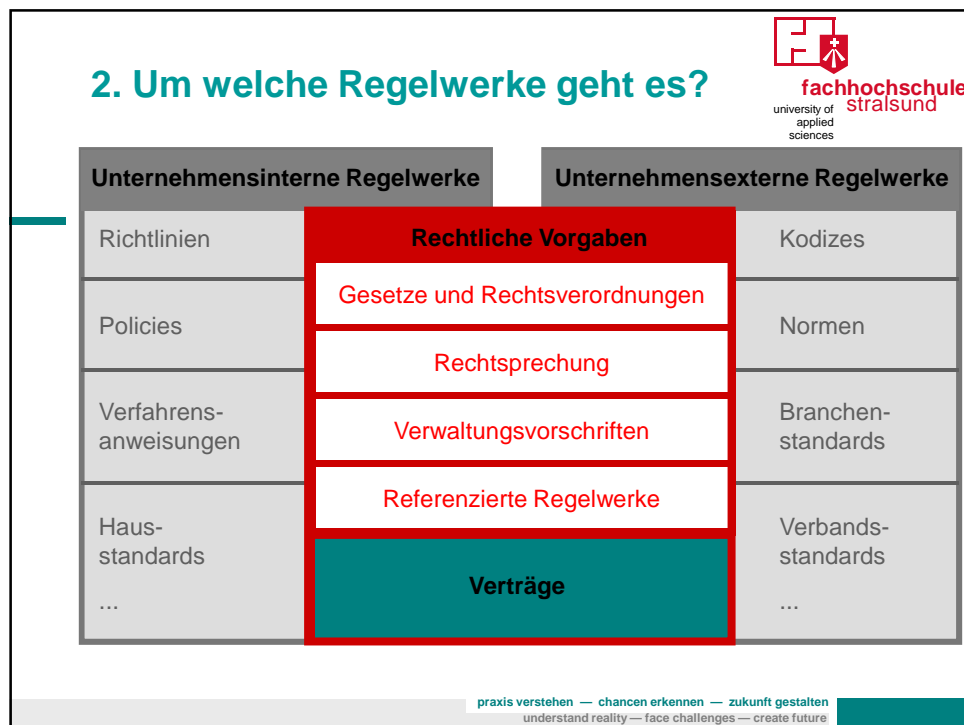 2. Um welche Regelwerke geht es?
fachhochschule
stralsund
university of
applied
sciences
Unternehmensinterne Regelwerke
Unternehmensexterne Regelwerke
Richtlinien
Policies
Verfahrens-
anweisungen
Haus-
standards
...
Rechtliche Vorgaben
Gesetze und Rechtsverordnungen
Rechtsprechung
Verwaltungsvorschriften
Referenzierte Regelwerke
Verträge
Kodizes
Normen
Branchen-
standards
Verbands-
standards
...
praxis verstehen — chancen erkennen — zukunft gestalten
understand reality — face challenges — create future